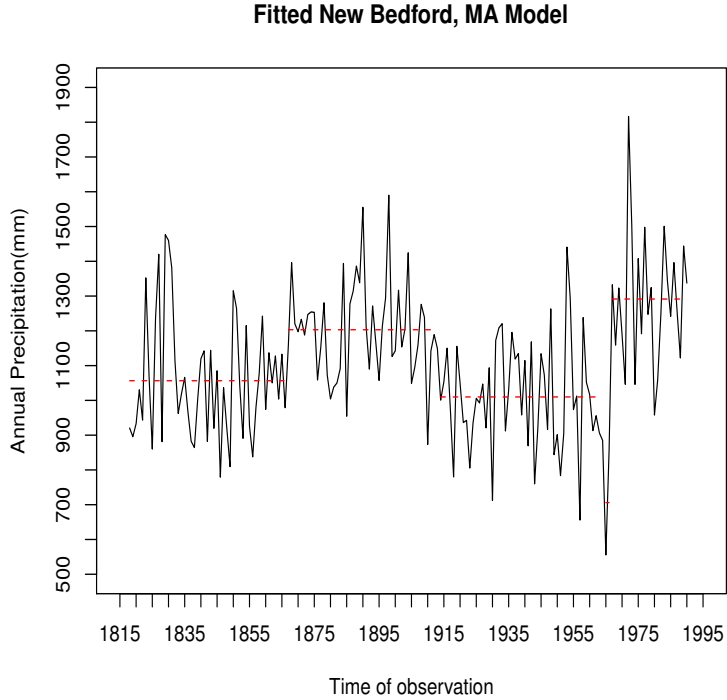 Fitted New Bedford, MA Model
Annual Precipitation(mm)
1900
1700
1500
1300
1100
900
700
500
1815 1835 1855 1875 1895 1915 1935 1955 1975 1995
Time of observation